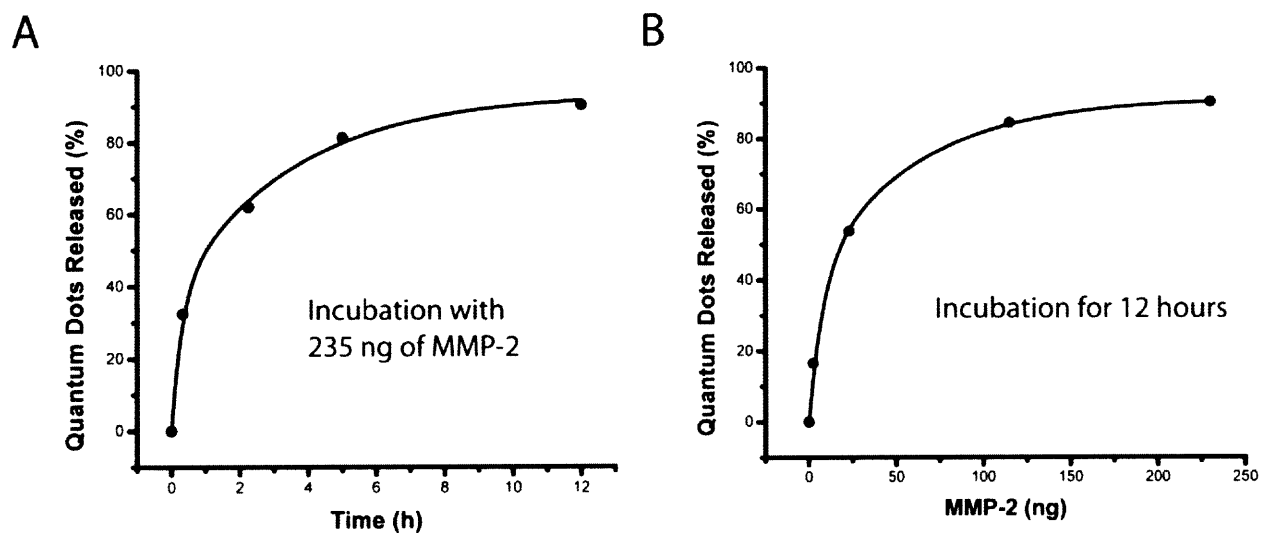 A
Quantum Dots Released (%)
100
80
60
40
20
0
Incubation with
235 ng of MMP-2
0 2 4 6 8 10 12
Time (h)
B
Quantum Dots Released (%)
100
80
60
40
20
0
Incubation for 12 hours
0 50 100 150 200 250
MMP-2 (ng)